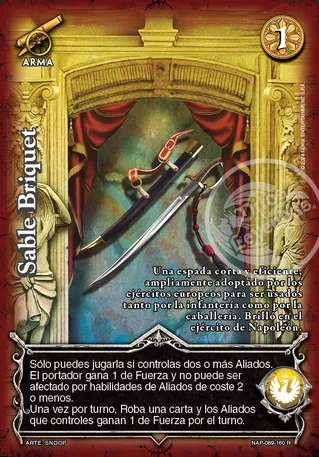 ARMA
1
Sable Briquet
Una espada corta y eficiente,
ampliamente adoptado por los
ejércitos europeos para ser usados
tanto por la infantería como por la
caballería. Brilló en el
ejército de Napoleón.
Sólo puedes jugarla si controlas dos o más Aliados.
El portador gana 1 de Fuerza y no puede ser
afectado por habilidades de Aliados de coste 2
o menos.
Una vez por turno, Roba una carta y los Aliados
que controles ganan 1 de Fuerza por el turno.
ARTE: SNOOP
NAP-069-160 R